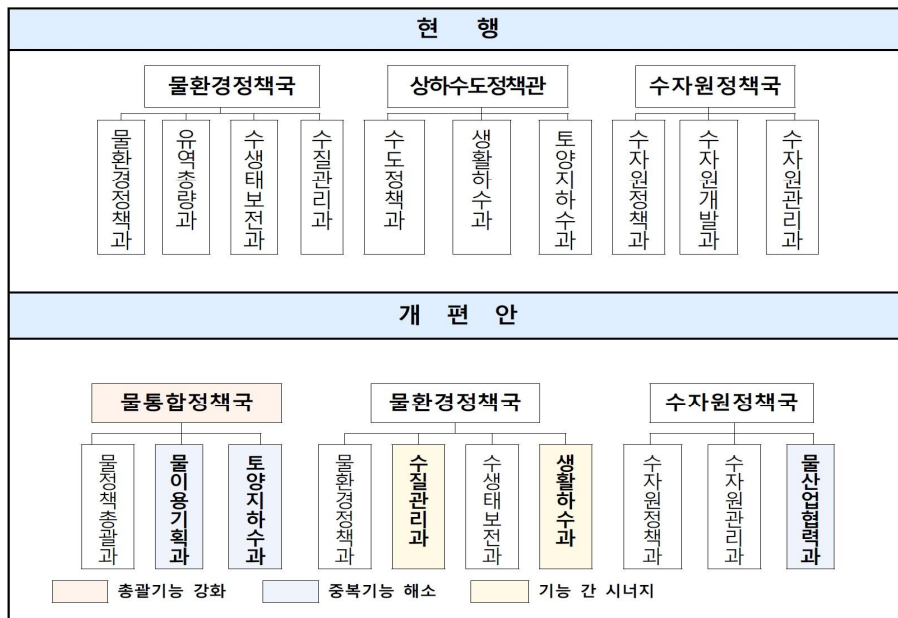 현 행
물환경정책국 상하수도정책관 수자원정책국
물환경정책과 유역총량과 수생태보전과 수질관리과 수도정책과 생활하수과 토양지하수과 수자원정책과 수자원개발과 수자원관리과
개 편 안
물통합정책국 물환경정책국 수자원정책국
물정책총괄과 물이용기획과 토양지하수과 물환경정책과 수질관리과 수생태보전과 생활하수과 수자원정책과 수자원관리과 물산업협력과
총괄기능 강화 중복기능 해소 기능 간 시너지